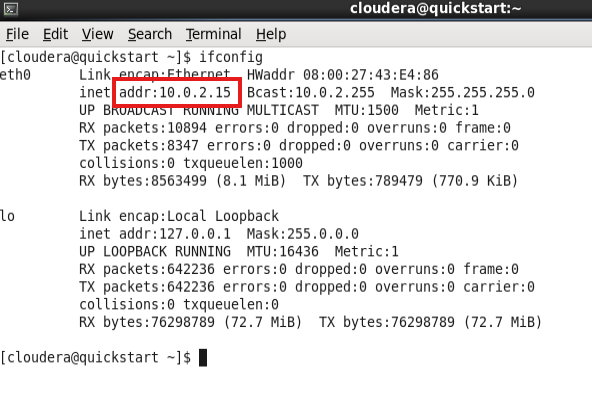 cloudera@quickstart:~
File Edit View Search Terminal Help
[cloudera@quickstart ~]$ ifconfig
eth0 Link encap:Ethernet HWaddr 08:00:27:43:E4:86
inet addr:10.0.2.15 Bcast:10.0.2.255 Mask:255.255.255.0
UP BROADCAST RUNNING MULTICAST MTU:1500 Metric:1
RX packets:10894 errors:0 dropped:0 overruns:0 frame:0
TX packets:8347 errors:0 dropped:0 overruns:0 carrier:0
collisions:0 txqueuelen:1000
RX bytes:8563499 (8.1 MiB) TX bytes:789479 (770.9 KiB)
lo Link encap:Local Loopback
inet addr:127.0.0.1 Mask:255.0.0.0
UP LOOPBACK RUNNING MTU:16436 Metric:1
RX packets:642236 errors:0 dropped:0 overruns:0 frame:0
TX packets:642236 errors:0 dropped:0 overruns:0 carrier:0
collisions:0 txqueuelen:0
RX bytes:76298789 (72.7 MiB) TX bytes:76298789 (72.7 MiB)
[cloudera@quickstart ~]$